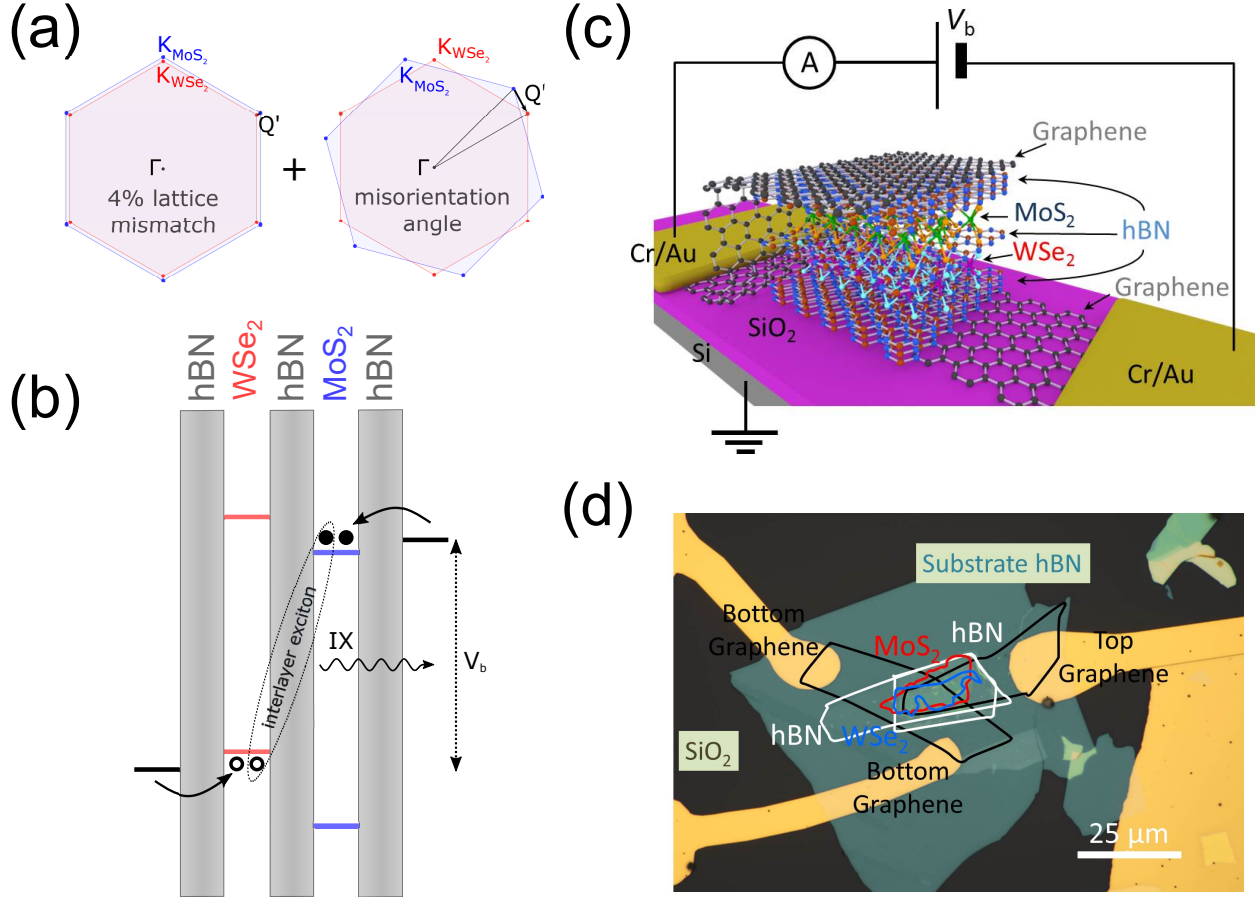 (a)
K_MoS₂
K_WSe₂
Q'
Γ
4% lattice
mismatch
+
K_WSe₂
K_MoS₂
Q'
Γ
misorientation
angle
(b)
hBN
WSe₂
hBN
MoS₂
hBN
interlayer exciton
IX
V_b
(c)
A
V_b
Graphene
MoS₂
hBN
WSe₂
Graphene
Cr/Au
SiO₂
Si
Cr/Au
(d)
Substrate hBN
Bottom
Graphene
MoS₂
hBN
Top
Graphene
hBN
WSe₂
SiO₂
Bottom
Graphene
25 µm